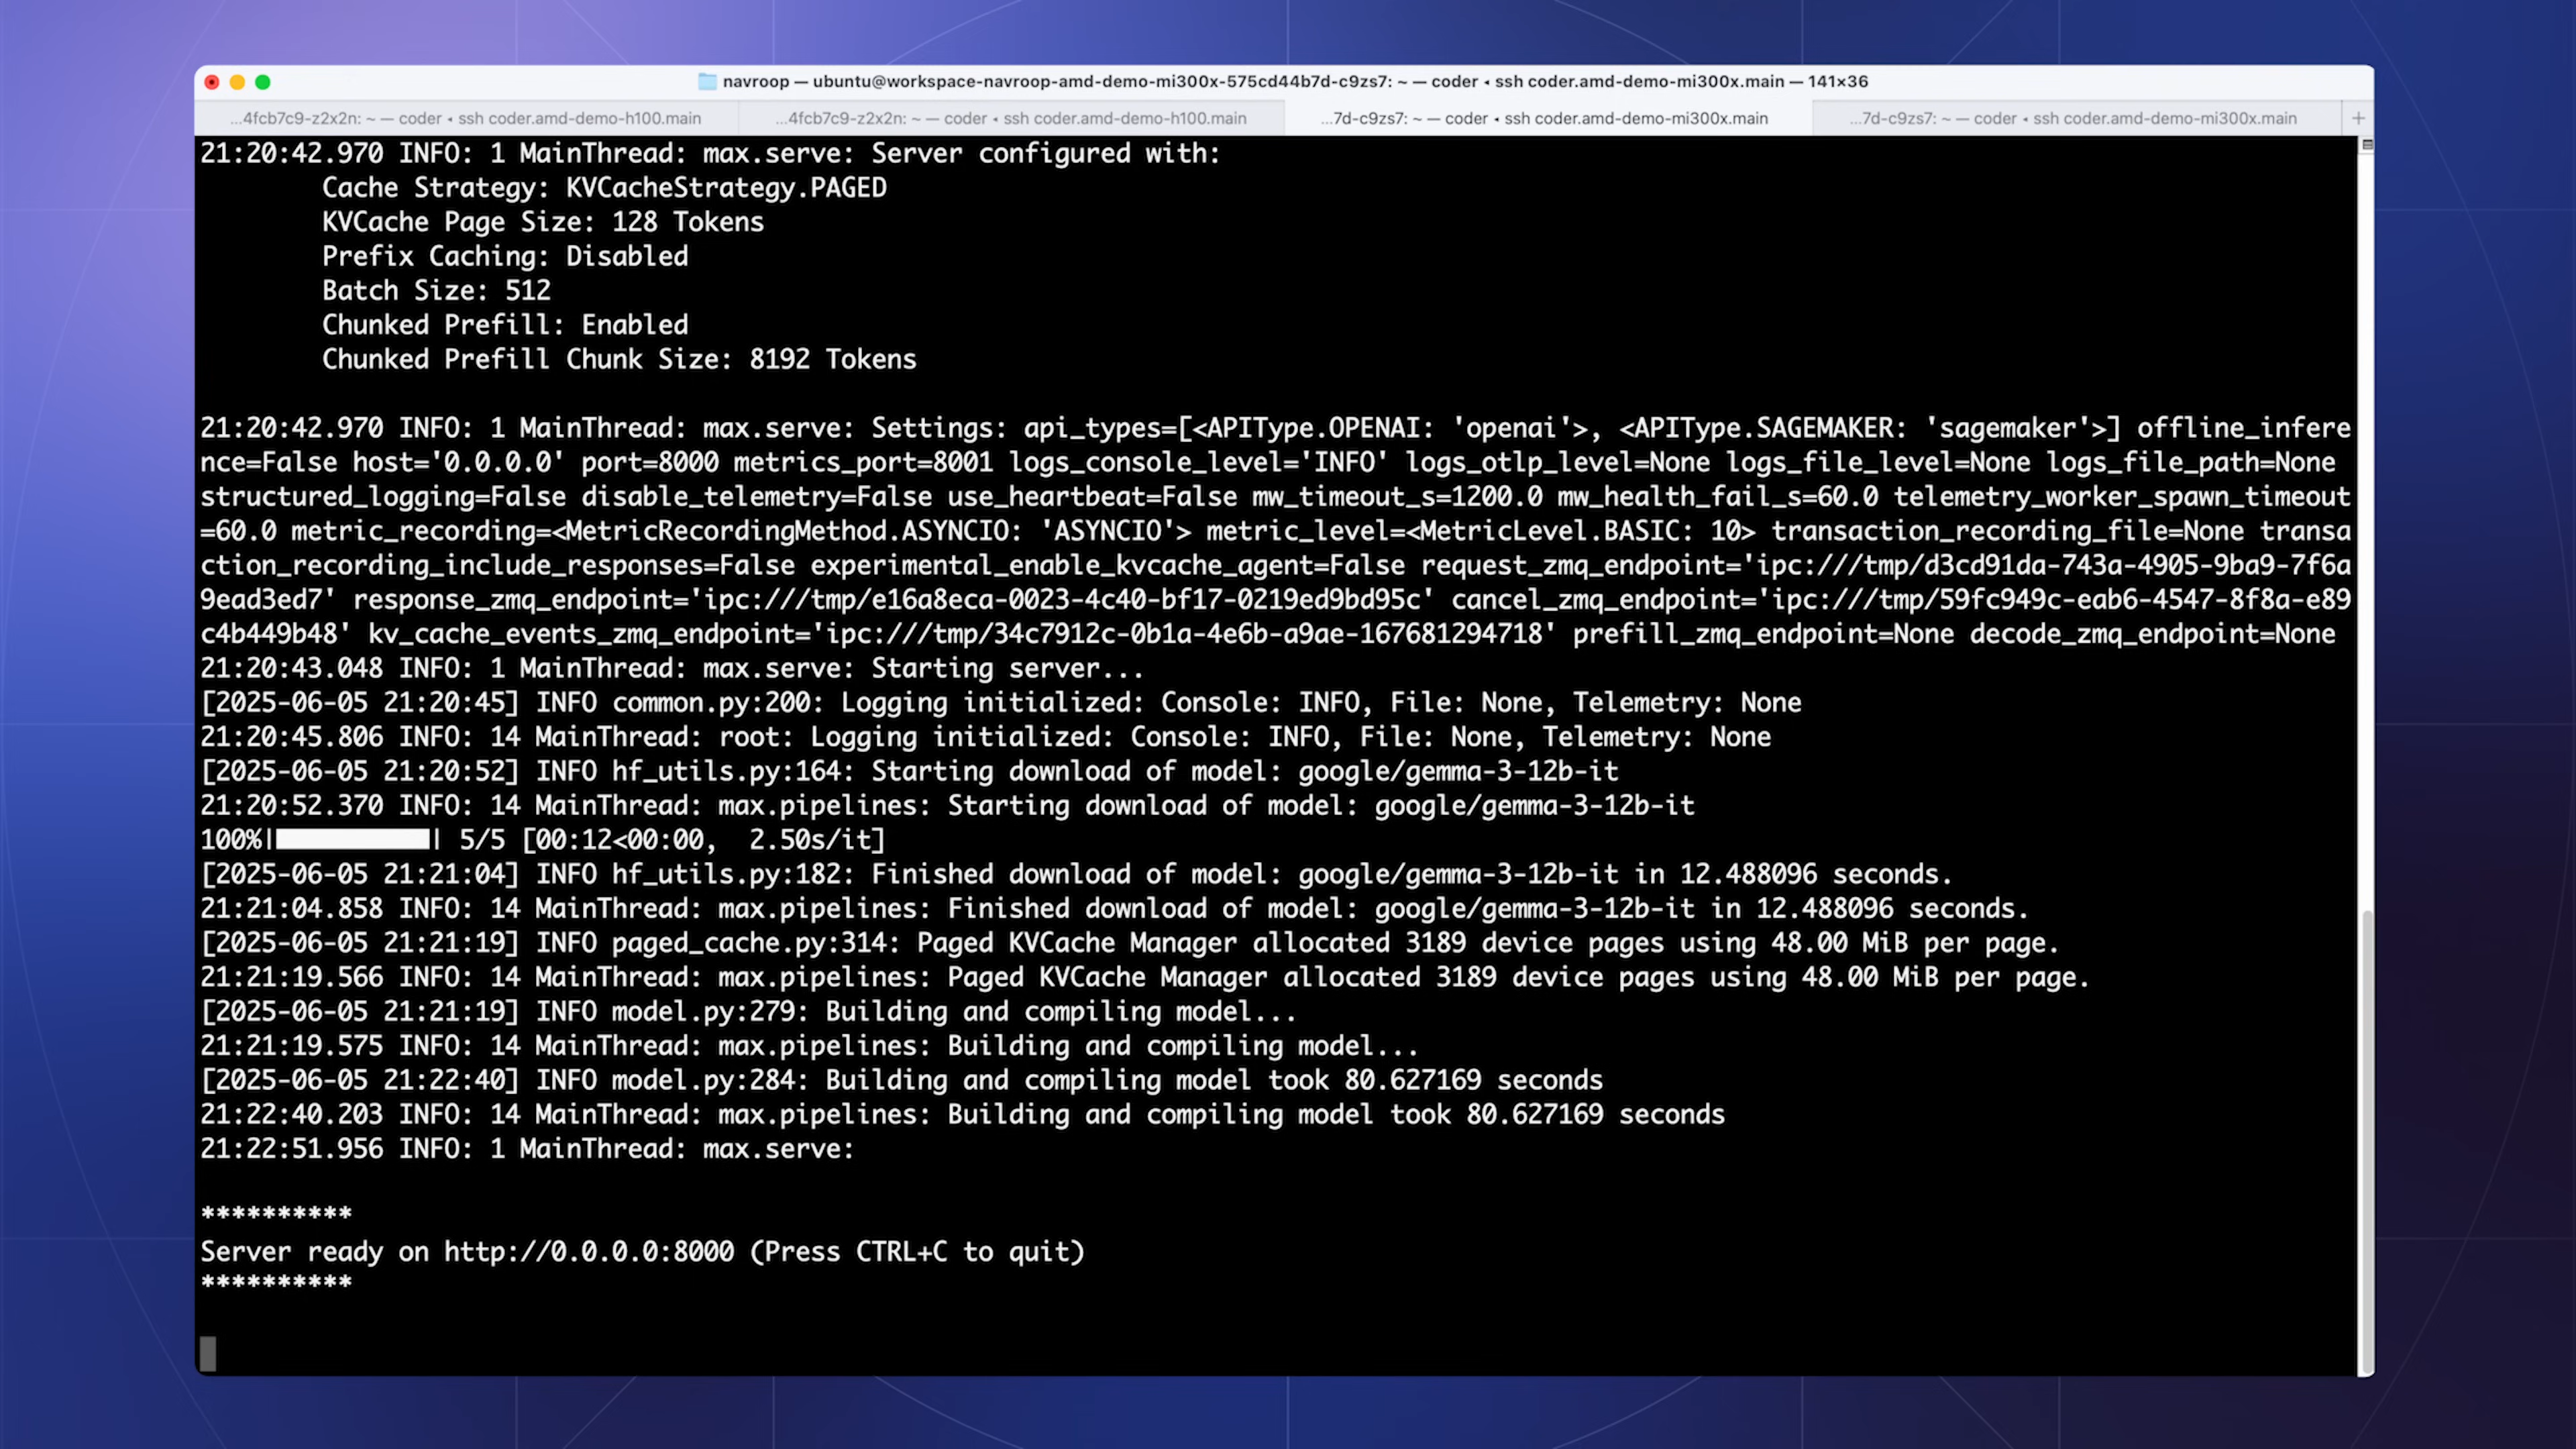 navroop — ubuntu@workspace-navroop-amd-demo-mi300x-575cd44b7d-c9zs7: ~ — coder ◂ ssh coder.amd-demo-mi300x.main — 141×36
...4fcb7c9-z2x2n: ~ — coder ◂ ssh coder.amd-demo-h100.main
...4fcb7c9-z2x2n: ~ — coder ◂ ssh coder.amd-demo-h100.main
...7d-c9zs7: ~ — coder ◂ ssh coder.amd-demo-mi300x.main
...7d-c9zs7: ~ — coder ◂ ssh coder.amd-demo-mi300x.main
21:20:42.970 INFO: 1 MainThread: max.serve: Server configured with:
Cache Strategy: KVCacheStrategy.PAGED
KVCache Page Size: 128 Tokens
Prefix Caching: Disabled
Batch Size: 512
Chunked Prefill: Enabled
Chunked Prefill Chunk Size: 8192 Tokens
21:20:42.970 INFO: 1 MainThread: max.serve: Settings: api_types=[<APIType.OPENAI: 'openai'>, <APIType.SAGEMAKER: 'sagemaker'>] offline_infere
nce=False host='0.0.0.0' port=8000 metrics_port=8001 logs_console_level='INFO' logs_otlp_level=None logs_file_level=None logs_file_path=None
structured_logging=False disable_telemetry=False use_heartbeat=False mw_timeout_s=1200.0 mw_health_fail_s=60.0 telemetry_worker_spawn_timeout
=60.0 metric_recording=<MetricRecordingMethod.ASYNCIO: 'ASYNCIO'> metric_level=<MetricLevel.BASIC: 10> transaction_recording_file=None transa
ction_recording_include_responses=False experimental_enable_kvcache_agent=False request_zmq_endpoint='ipc:///tmp/d3cd91da-743a-4905-9ba9-7f6a
9ead3ed7' response_zmq_endpoint='ipc:///tmp/e16a8eca-0023-4c40-bf17-0219ed9bd95c' cancel_zmq_endpoint='ipc:///tmp/59fc949c-eab6-4547-8f8a-e89
c4b449b48' kv_cache_events_zmq_endpoint='ipc:///tmp/34c7912c-0b1a-4e6b-a9ae-167681294718' prefill_zmq_endpoint=None decode_zmq_endpoint=None
21:20:43.048 INFO: 1 MainThread: max.serve: Starting server...
[2025-06-05 21:20:45] INFO common.py:200: Logging initialized: Console: INFO, File: None, Telemetry: None
21:20:45.806 INFO: 14 MainThread: root: Logging initialized: Console: INFO, File: None, Telemetry: None
[2025-06-05 21:20:52] INFO hf_utils.py:164: Starting download of model: google/gemma-3-12b-it
21:20:52.370 INFO: 14 MainThread: max.pipelines: Starting download of model: google/gemma-3-12b-it
100%|██████████| 5/5 [00:12<00:00,  2.50s/it]
[2025-06-05 21:21:04] INFO hf_utils.py:182: Finished download of model: google/gemma-3-12b-it in 12.488096 seconds.
21:21:04.858 INFO: 14 MainThread: max.pipelines: Finished download of model: google/gemma-3-12b-it in 12.488096 seconds.
[2025-06-05 21:21:19] INFO paged_cache.py:314: Paged KVCache Manager allocated 3189 device pages using 48.00 MiB per page.
21:21:19.566 INFO: 14 MainThread: max.pipelines: Paged KVCache Manager allocated 3189 device pages using 48.00 MiB per page.
[2025-06-05 21:21:19] INFO model.py:279: Building and compiling model...
21:21:19.575 INFO: 14 MainThread: max.pipelines: Building and compiling model...
[2025-06-05 21:22:40] INFO model.py:284: Building and compiling model took 80.627169 seconds
21:22:40.203 INFO: 14 MainThread: max.pipelines: Building and compiling model took 80.627169 seconds
21:22:51.956 INFO: 1 MainThread: max.serve:
**********
Server ready on http://0.0.0.0:8000 (Press CTRL+C to quit)
**********